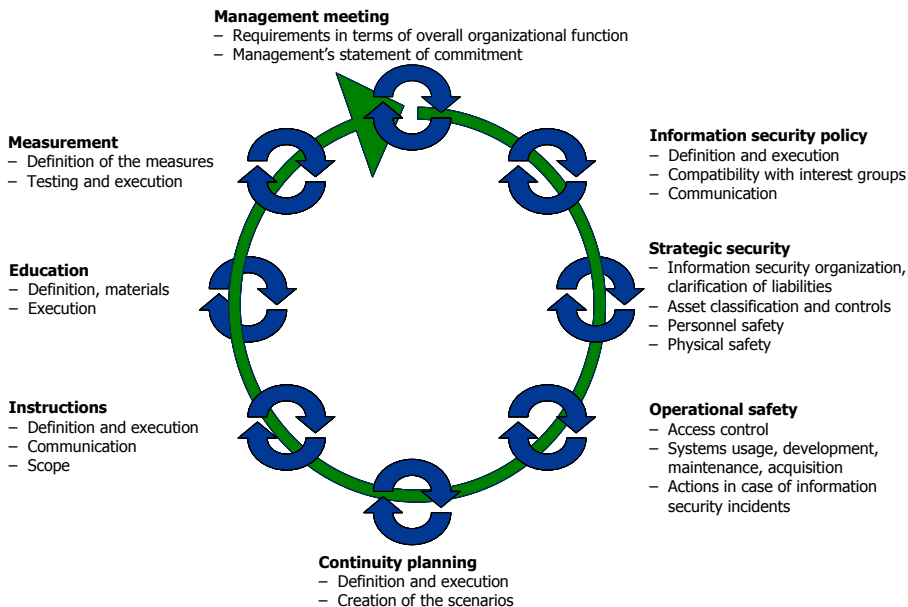 Management meeting
– Requirements in terms of overall organizational function
– Management's statement of commitment
Information security policy
– Definition and execution
– Compatibility with interest groups
– Communication
Strategic security
– Information security organization,
clarification of liabilities
– Asset classification and controls
– Personnel safety
– Physical safety
Operational safety
– Access control
– Systems usage, development,
maintenance, acquisition
– Actions in case of information
security incidents
Continuity planning
– Definition and execution
– Creation of the scenarios
Instructions
– Definition and execution
– Communication
– Scope
Education
– Definition, materials
– Execution
Measurement
– Definition of the measures
– Testing and execution